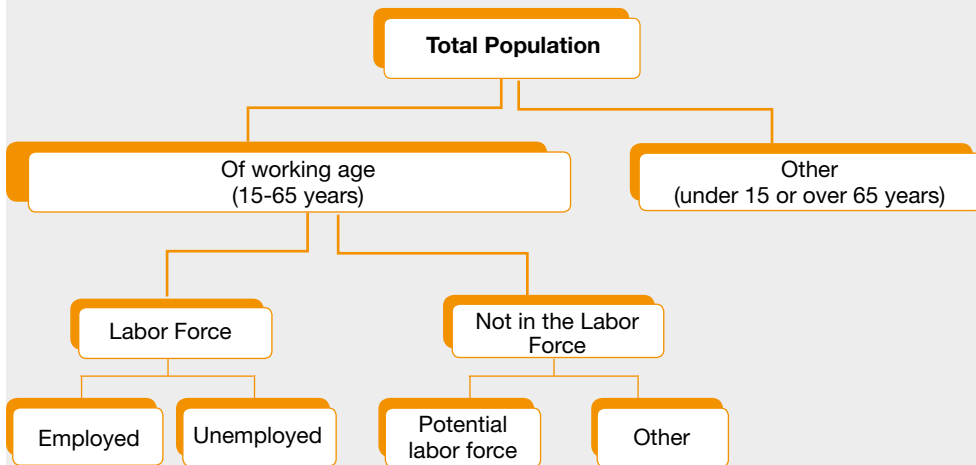 Total Population
Of working age
(15-65 years)
Other
(under 15 or over 65 years)
Labor Force
Not in the Labor
Force
Employed
Unemployed
Potential
labor force
Other